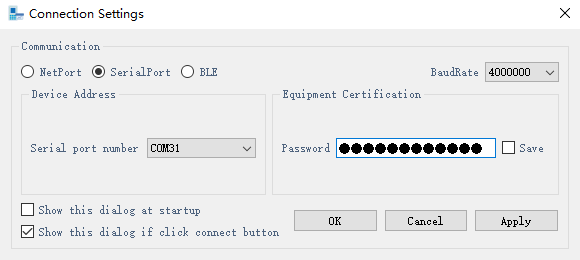 Connection Settings
Communication
NetPort SerialPort BLE BaudRate 4000000
Device Address Equipment Certification
Serial port number COM31 Password ●●●●●●●●●●●● Save
Show this dialog at startup
Show this dialog if click connect button
OK Cancel Apply